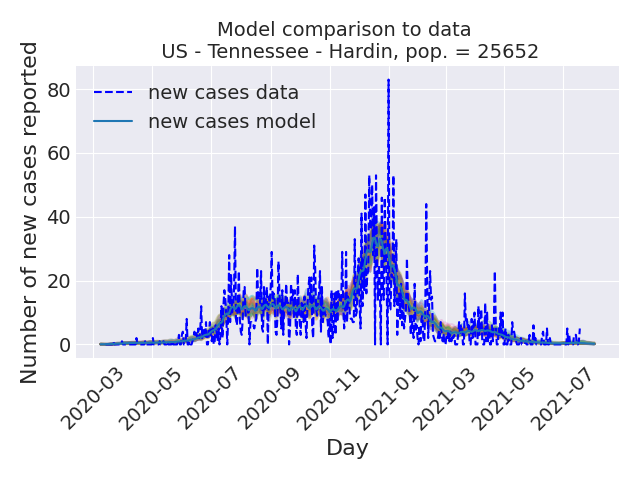 Model comparison to data
US - Tennessee - Hardin, pop. = 25652
Number of new cases reported
80
60
40
20
0
new cases data
new cases model
2020-03
2020-05
2020-07
2020-09
2020-11
2021-01
2021-03
2021-05
2021-07
Day